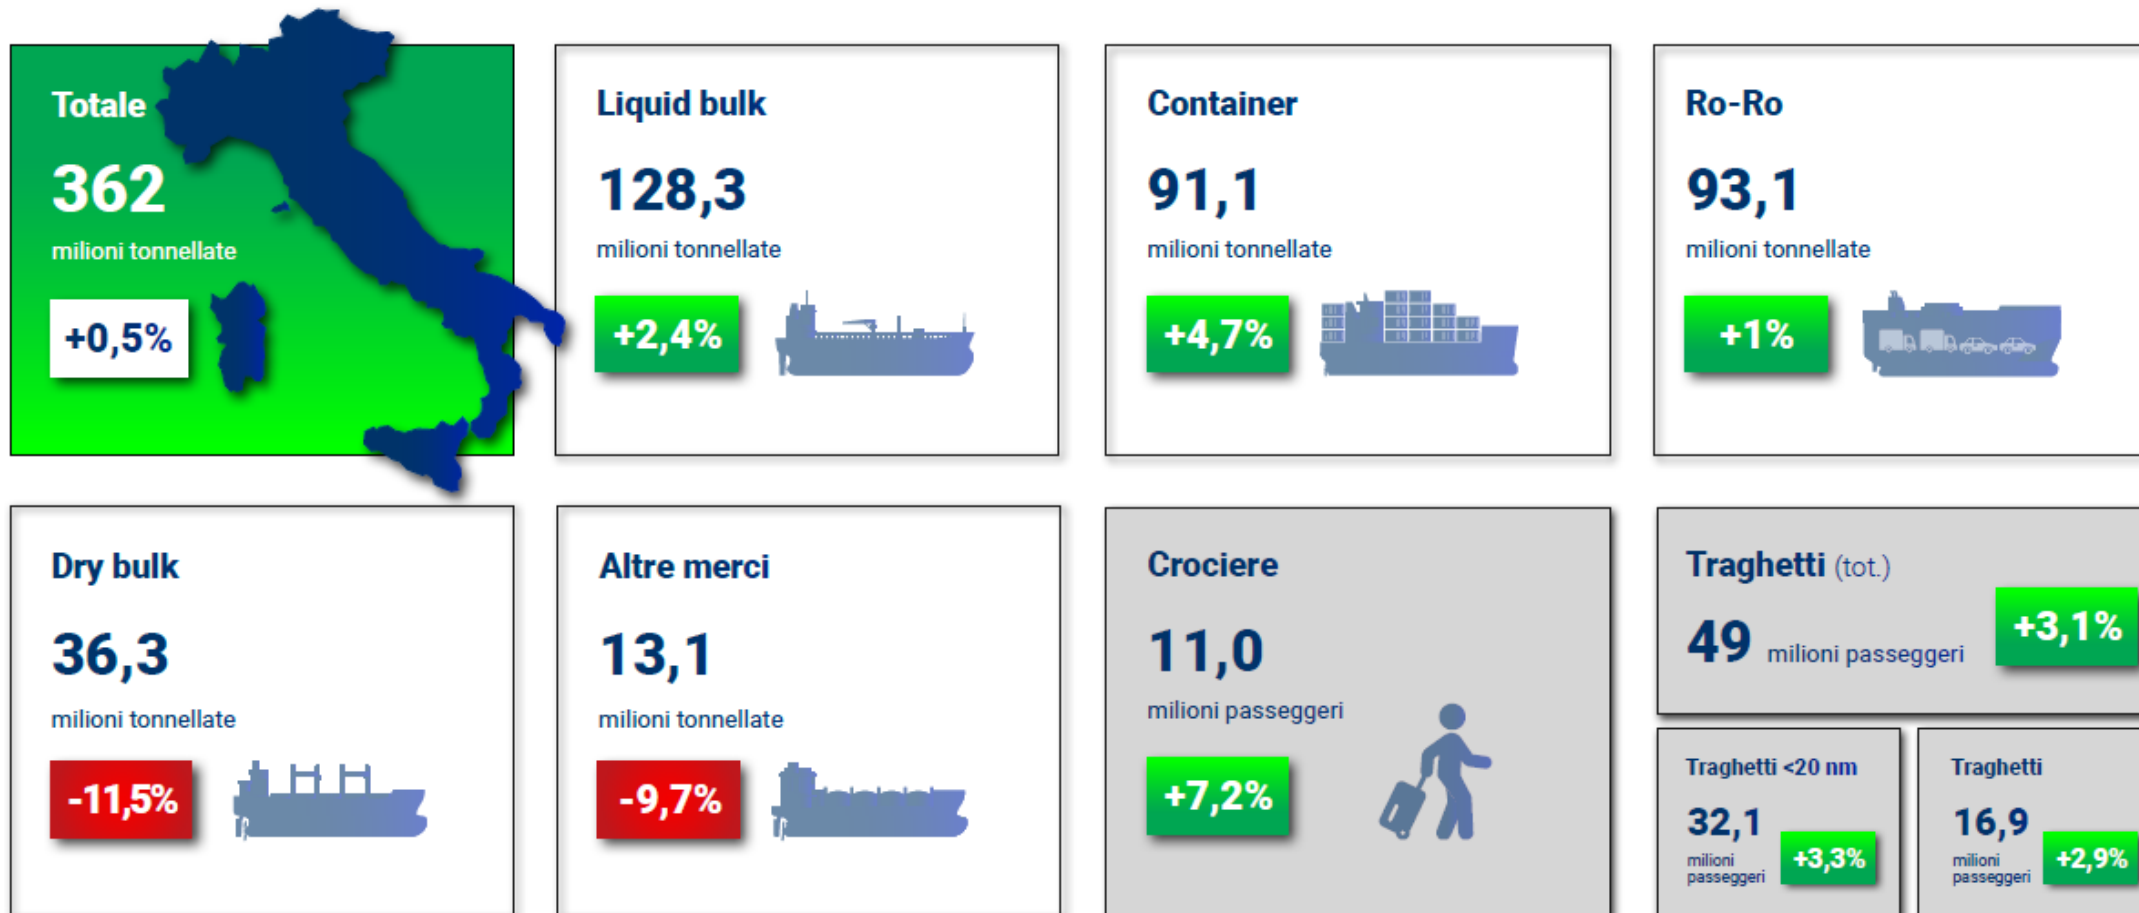 Totale
362
milioni tonnellate
+0,5%
Liquid bulk
128,3
milioni tonnellate
+2,4%
Container
91,1
milioni tonnellate
+4,7%
Ro-Ro
93,1
milioni tonnellate
+1%
Dry bulk
36,3
milioni tonnellate
-11,5%
Altre merci
13,1
milioni tonnellate
-9,7%
Crociere
11,0
milioni passeggeri
+7,2%
Traghetti (tot.)
49 milioni passeggeri
+3,1%
Traghetti <20 nm
32,1
milioni
passeggeri
+3,3%
Traghetti
16,9
milioni
passeggeri
+2,9%